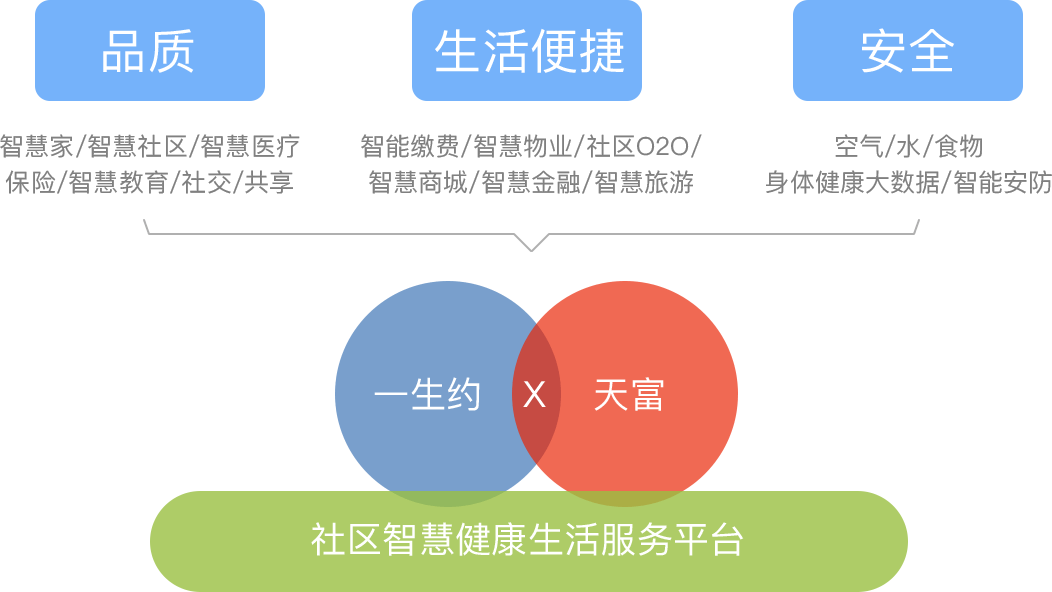 品质
生活便捷
安全
智慧家/智慧社区/智慧医疗
保险/智慧教育/社交/共享
智能缴费/智慧物业/社区O2O/
智慧商城/智慧金融/智慧旅游
空气/水/食物
身体健康大数据/智能安防
一生约
X
天富
社区智慧健康生活服务平台